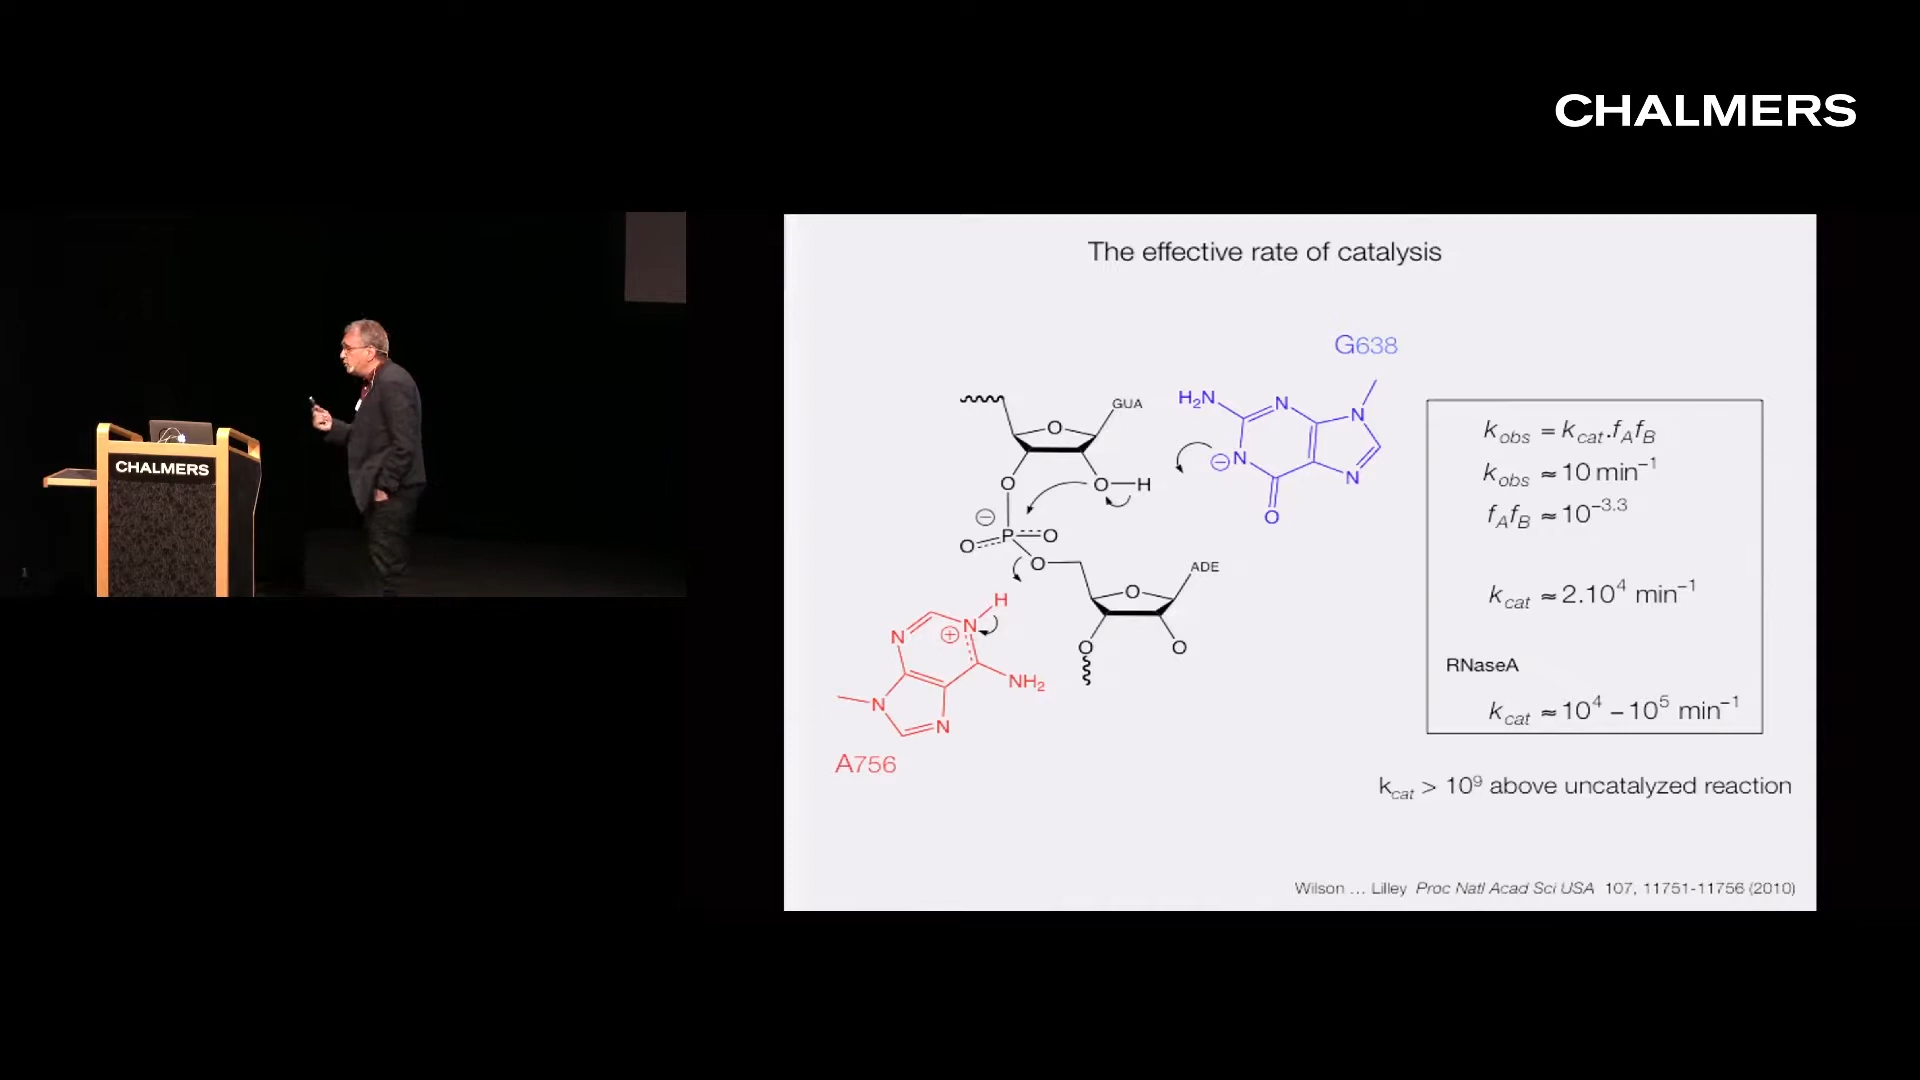 CHALMERS
CHALMERS
The effective rate of catalysis
G638
H₂N
N
N
GUA
O
N
N
O
O
H
O
O
P
O
O
O
ADE
H
O
N
N
O
O
NH₂
N
N
A756
k_obs = k_cat.f_A f_B
k_obs ≈ 10 min⁻¹
f_A f_B ≈ 10⁻³·³
k_cat ≈ 2.10⁴ min⁻¹
RNaseA
k_cat ≈ 10⁴ – 10⁵ min⁻¹
k_cat > 10⁹ above uncatalyzed reaction
Wilson ... Lilley Proc Natl Acad Sci USA 107, 11751-11756 (2010)